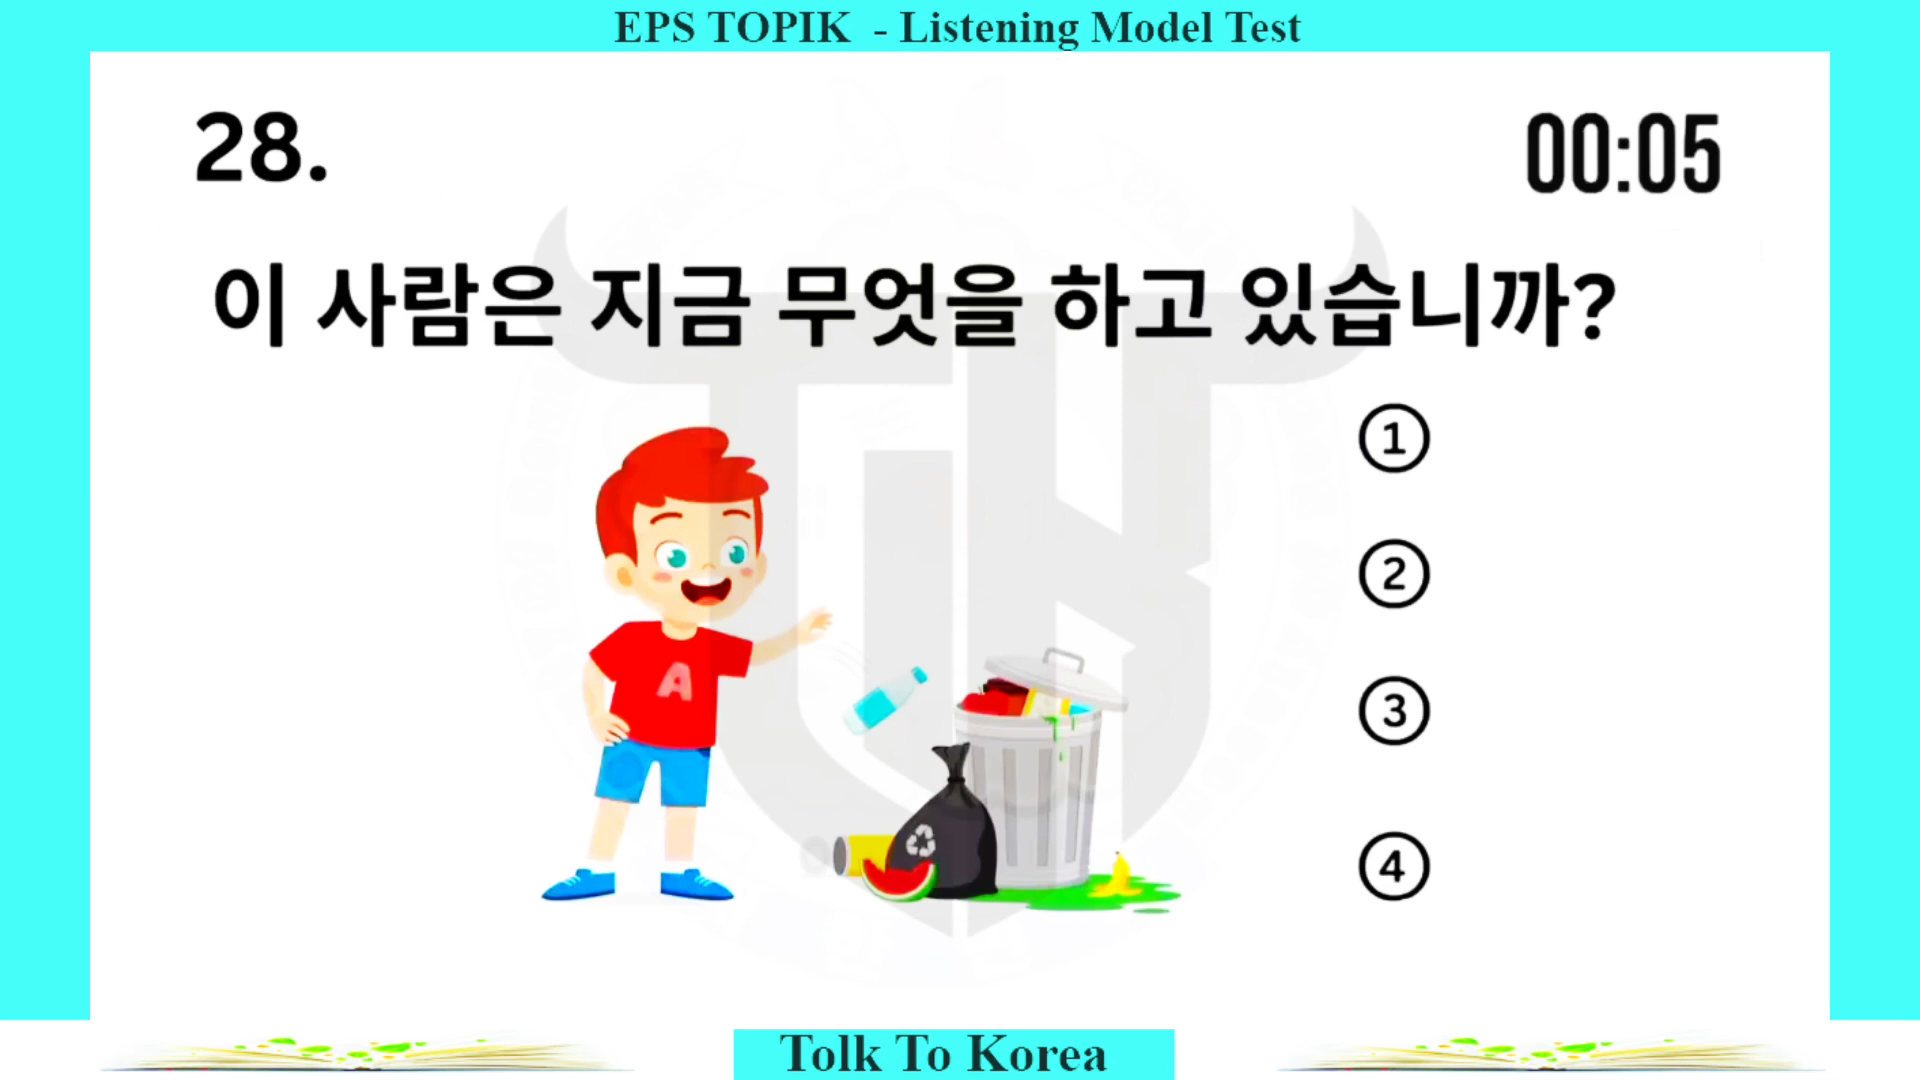 EPS TOPIK - Listening Model Test
28.
00:05
이 사람은 지금 무엇을 하고 있습니까?
①
②
③
④
A
Tolk To Korea